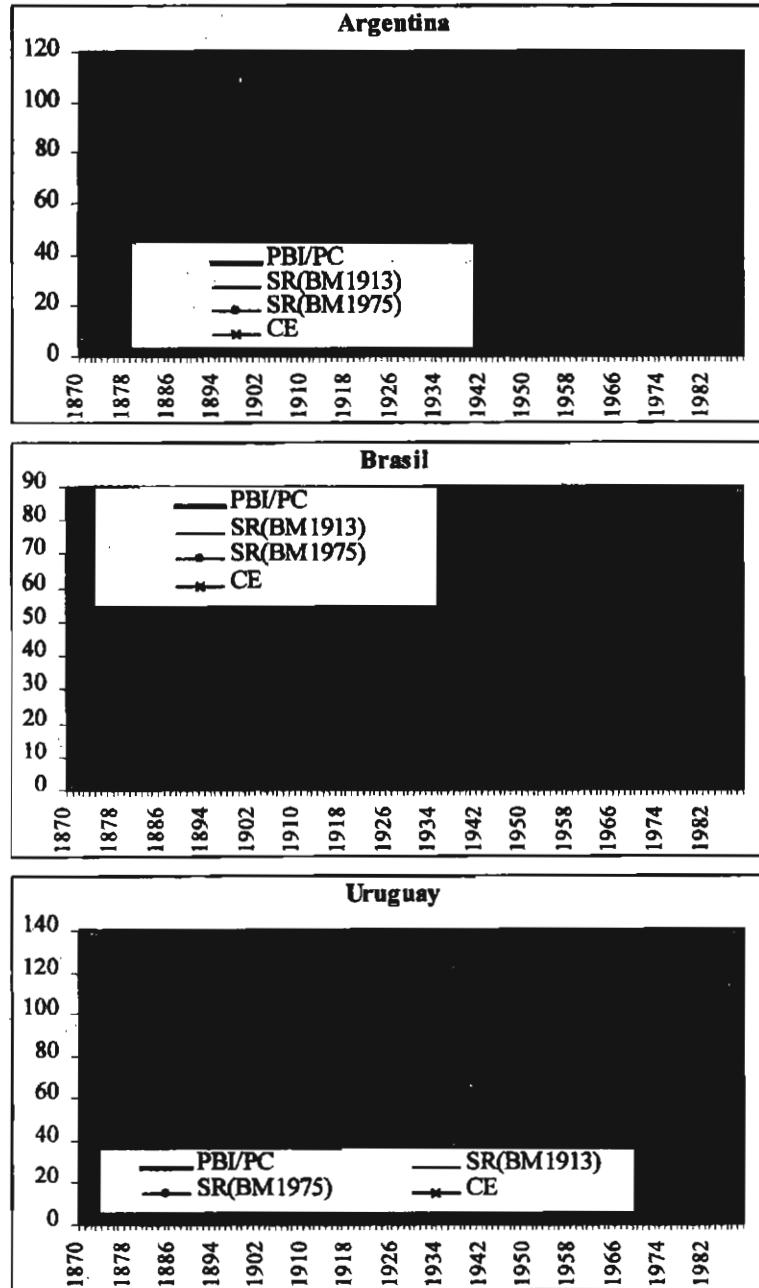 Argentina
120
100
80
60
40
20
0
PBI/PC
SR(BM1913)
SR(BM1975)
CE
1870 1878 1886 1894 1902 1910 1918 1926 1934 1942 1950 1958 1966 1974 1982
Brasil
90
80
70
60
50
40
30
20
10
0
PBI/PC
SR(BM1913)
SR(BM1975)
CE
1870 1878 1886 1894 1902 1910 1918 1926 1934 1942 1950 1958 1966 1974 1982
Uruguay
140
120
100
80
60
40
20
0
PBI/PC SR(BM1913)
SR(BM1975) CE
1870 1878 1886 1894 1902 1910 1918 1926 1934 1942 1950 1958 1966 1974 1982